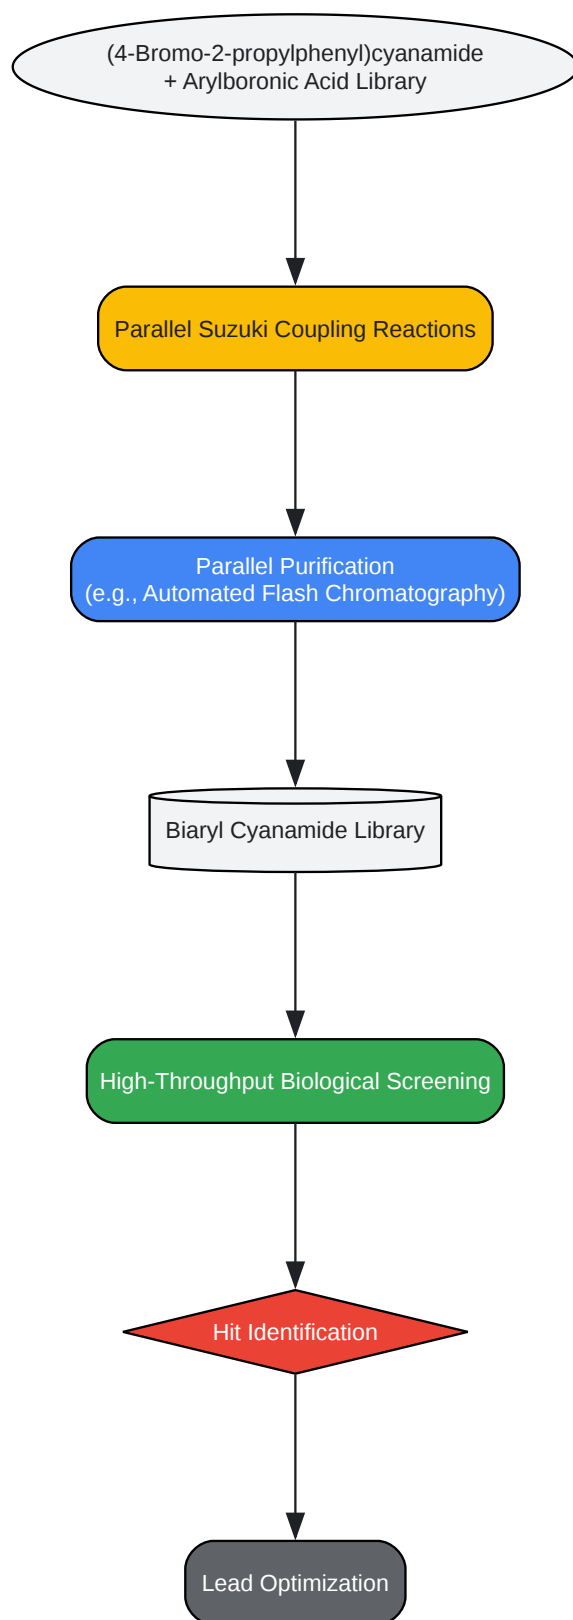 (4-Bromo-2-propylphenyl)cyanamide
+ Arylboronic Acid Library
Parallel Suzuki Coupling Reactions
Parallel Purification
(e.g., Automated Flash Chromatography)
Biaryl Cyanamide Library
High-Throughput Biological Screening
Hit Identification
Lead Optimization